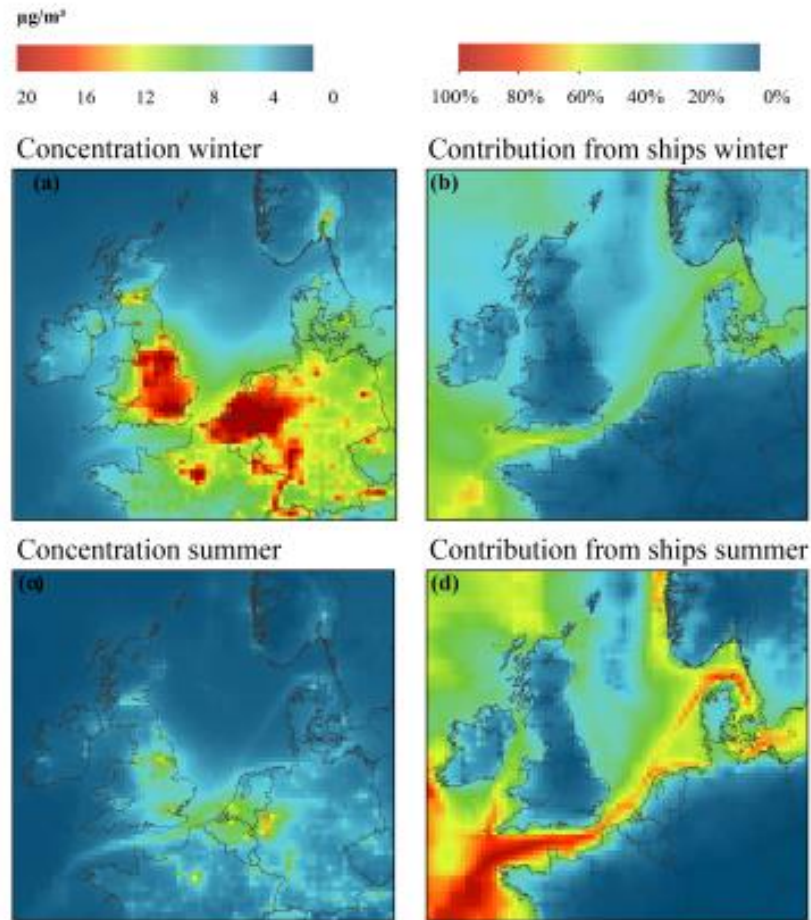 µg/m³
20 16 12 8 4 0
100% 80% 60% 40% 20% 0%
Concentration winter
Contribution from ships winter
(a)
(b)
Concentration summer
Contribution from ships summer
(c)
(d)